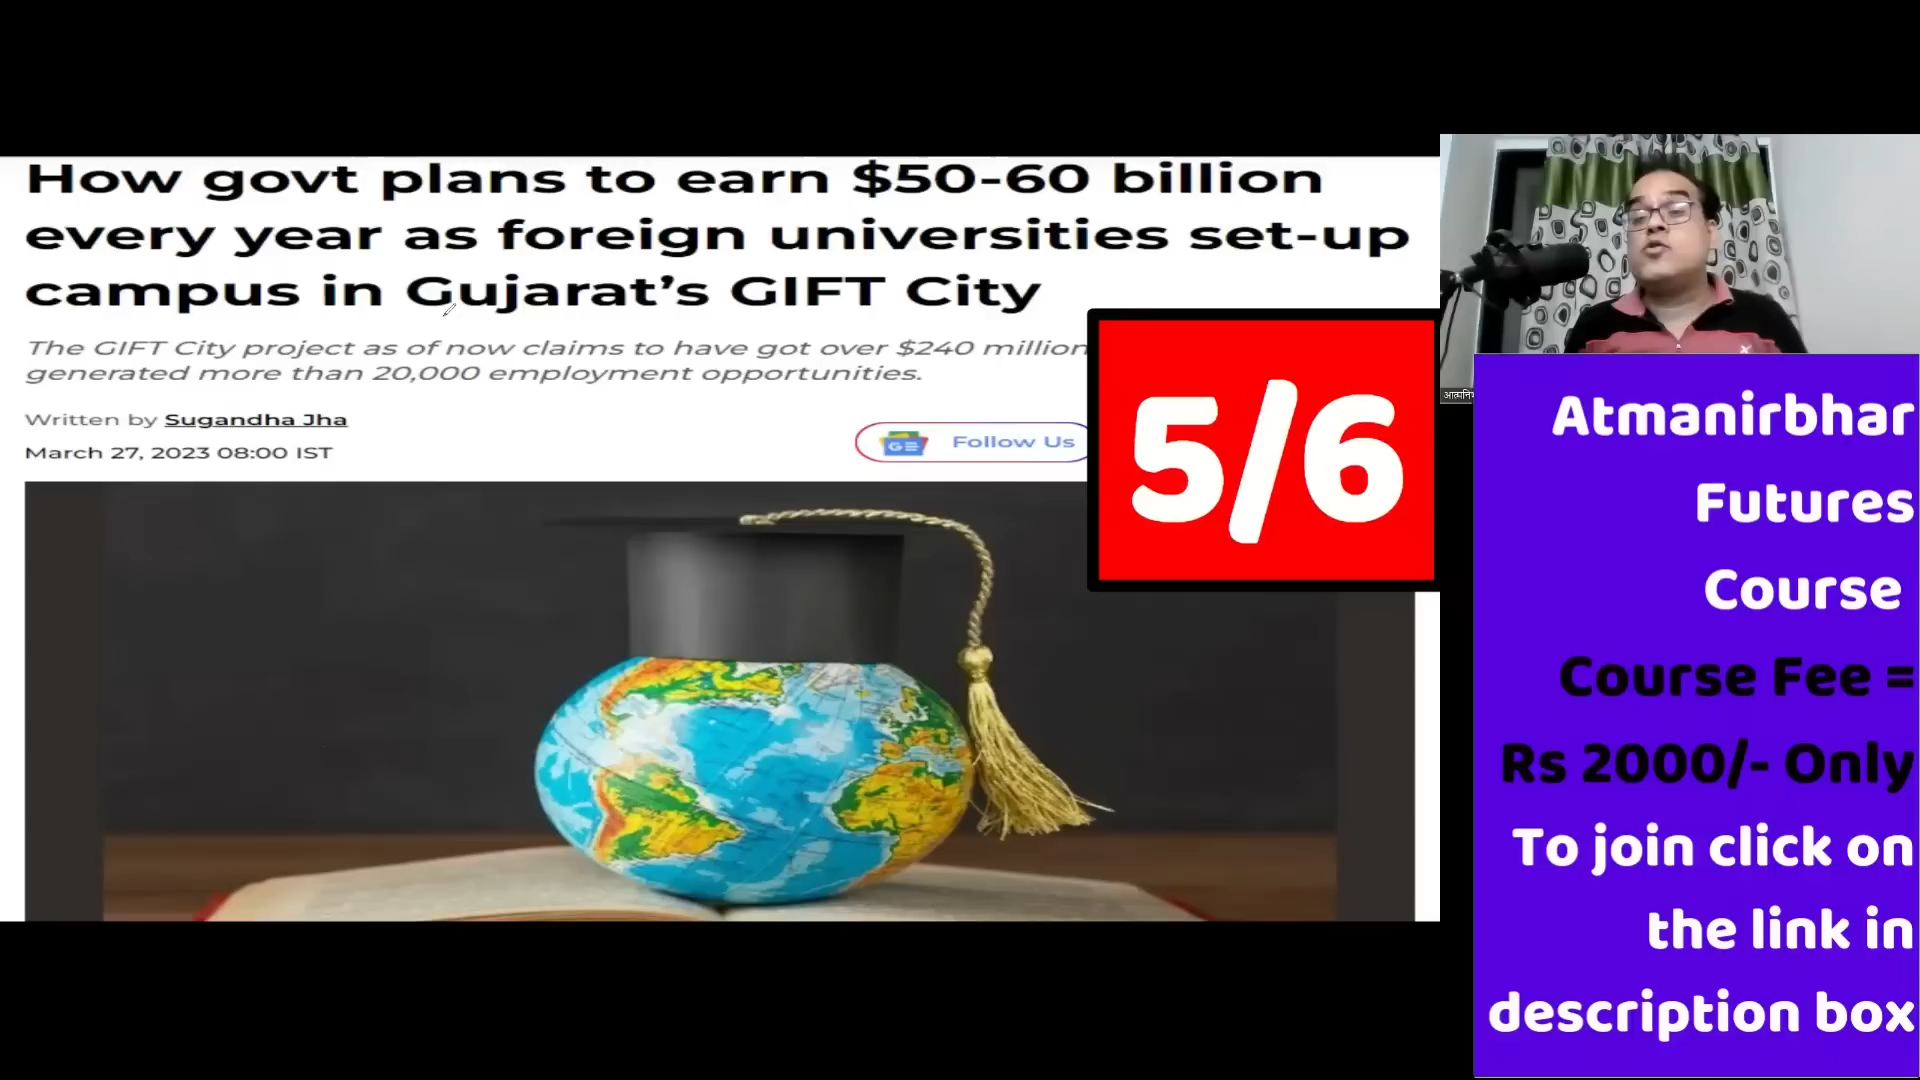 How govt plans to earn $50-60 billion
every year as foreign universities set-up
campus in Gujarat's GIFT City
The GIFT City project as of now claims to have got over $240 million
generated more than 20,000 employment opportunities.
Written by Sugandha Jha
March 27, 2023 08:00 IST
GE
Follow Us
5/6
Atmanirbhar
Futures
Course
Course Fee =
Rs 2000/- Only
To join click on
the link in
description box